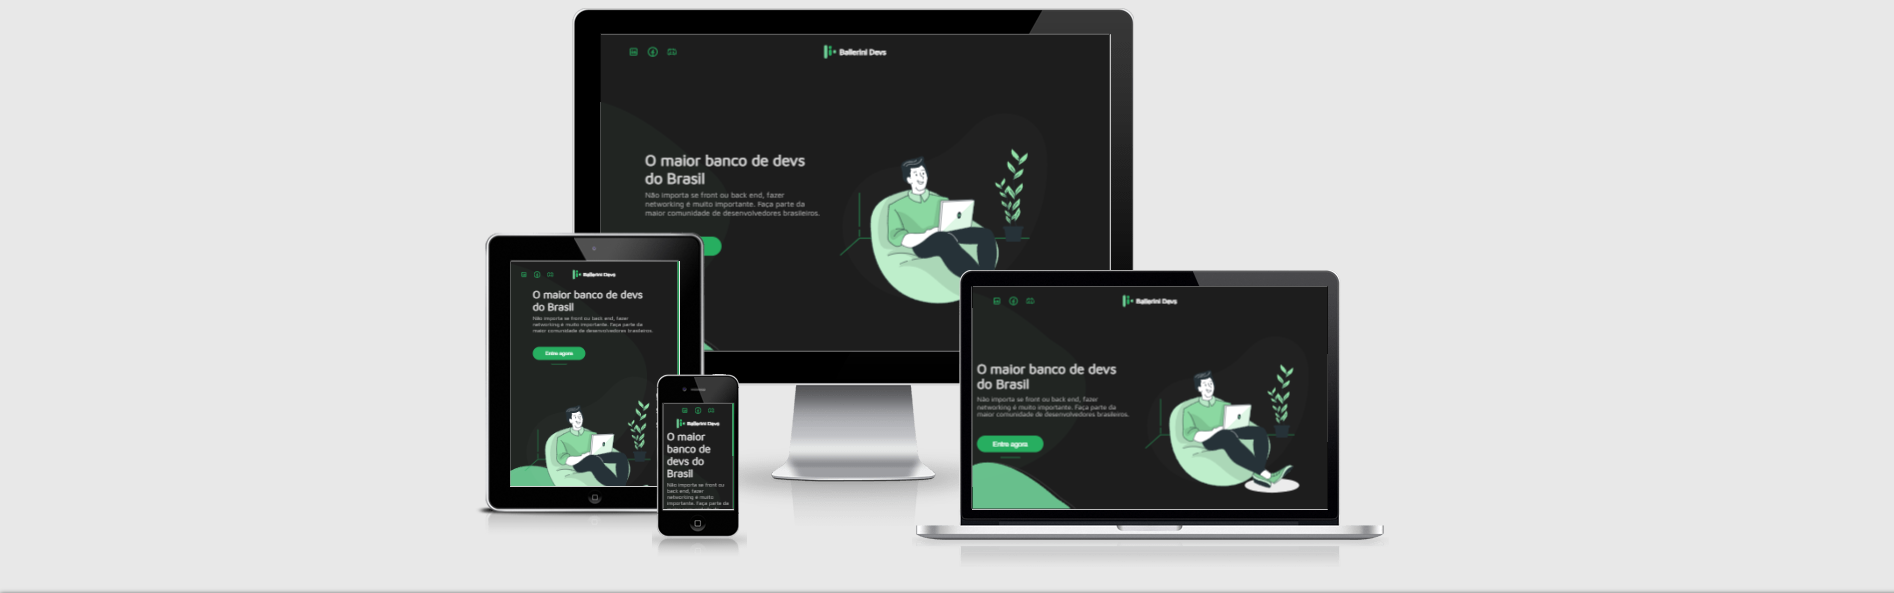 Ballerini Devs
O maior banco de devs
do Brasil
Não importa se front ou back end, fazer
networking é muito importante. Faça parte da
maior comunidade de desenvolvedores brasileiros.
Ballerini Devs
O maior banco de devs
do Brasil
Não importa se front ou back end, fazer
networking é muito importante. Faça parte da
maior comunidade de desenvolvedores brasileiros.
Entre agora
Ballerini Devs
O maior
banco de
devs do
Brasil
Não importa se front ou
back end, fazer
networking é muito
importante. Faça parte da
Ballerini Devs
O maior banco de devs
do Brasil
Não importa se front ou back end, fazer
networking é muito importante. Faça parte da
maior comunidade de desenvolvedores brasileiros.
Entre agora